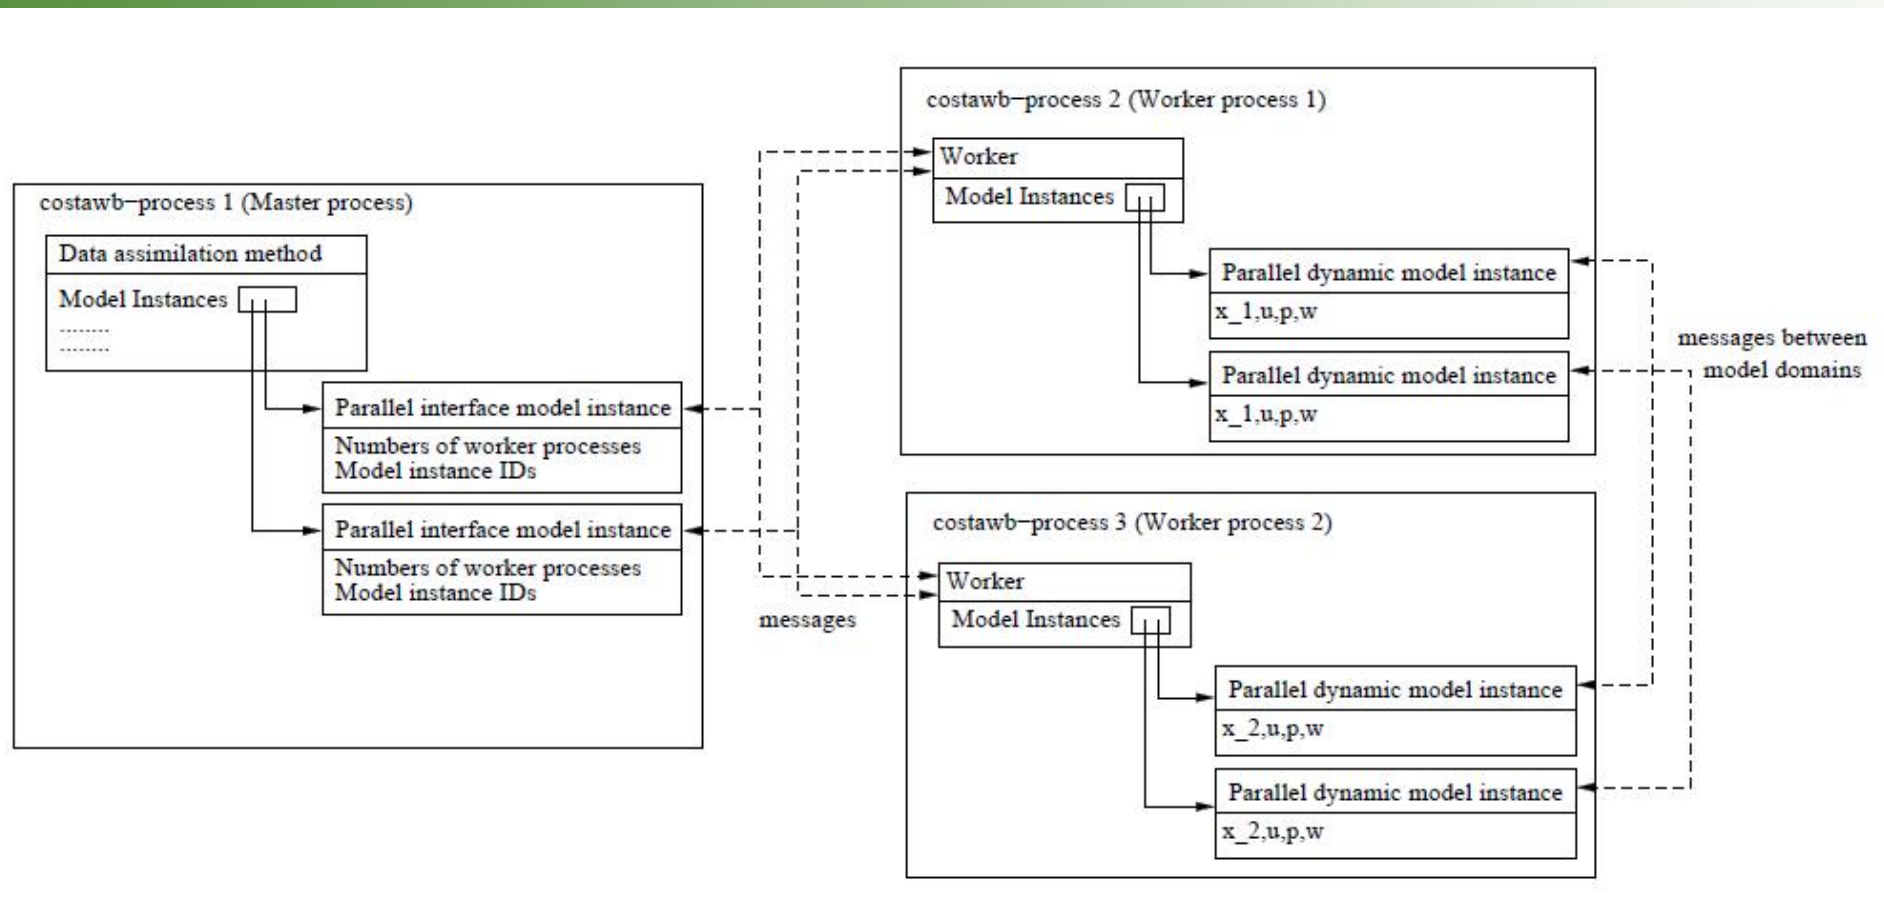 costawb-process 1 (Master process)
Data assimilation method
Model Instances
Parallel interface model instance
Numbers of worker processes
Model instance IDs
Parallel interface model instance
Numbers of worker processes
Model instance IDs
messages
costawb-process 2 (Worker process 1)
Worker
Model Instances
Parallel dynamic model instance
x_1,u,p,w
Parallel dynamic model instance
x_1,u,p,w
messages between
model domains
costawb-process 3 (Worker process 2)
Worker
Model Instances
Parallel dynamic model instance
x_2,u,p,w
Parallel dynamic model instance
x_2,u,p,w